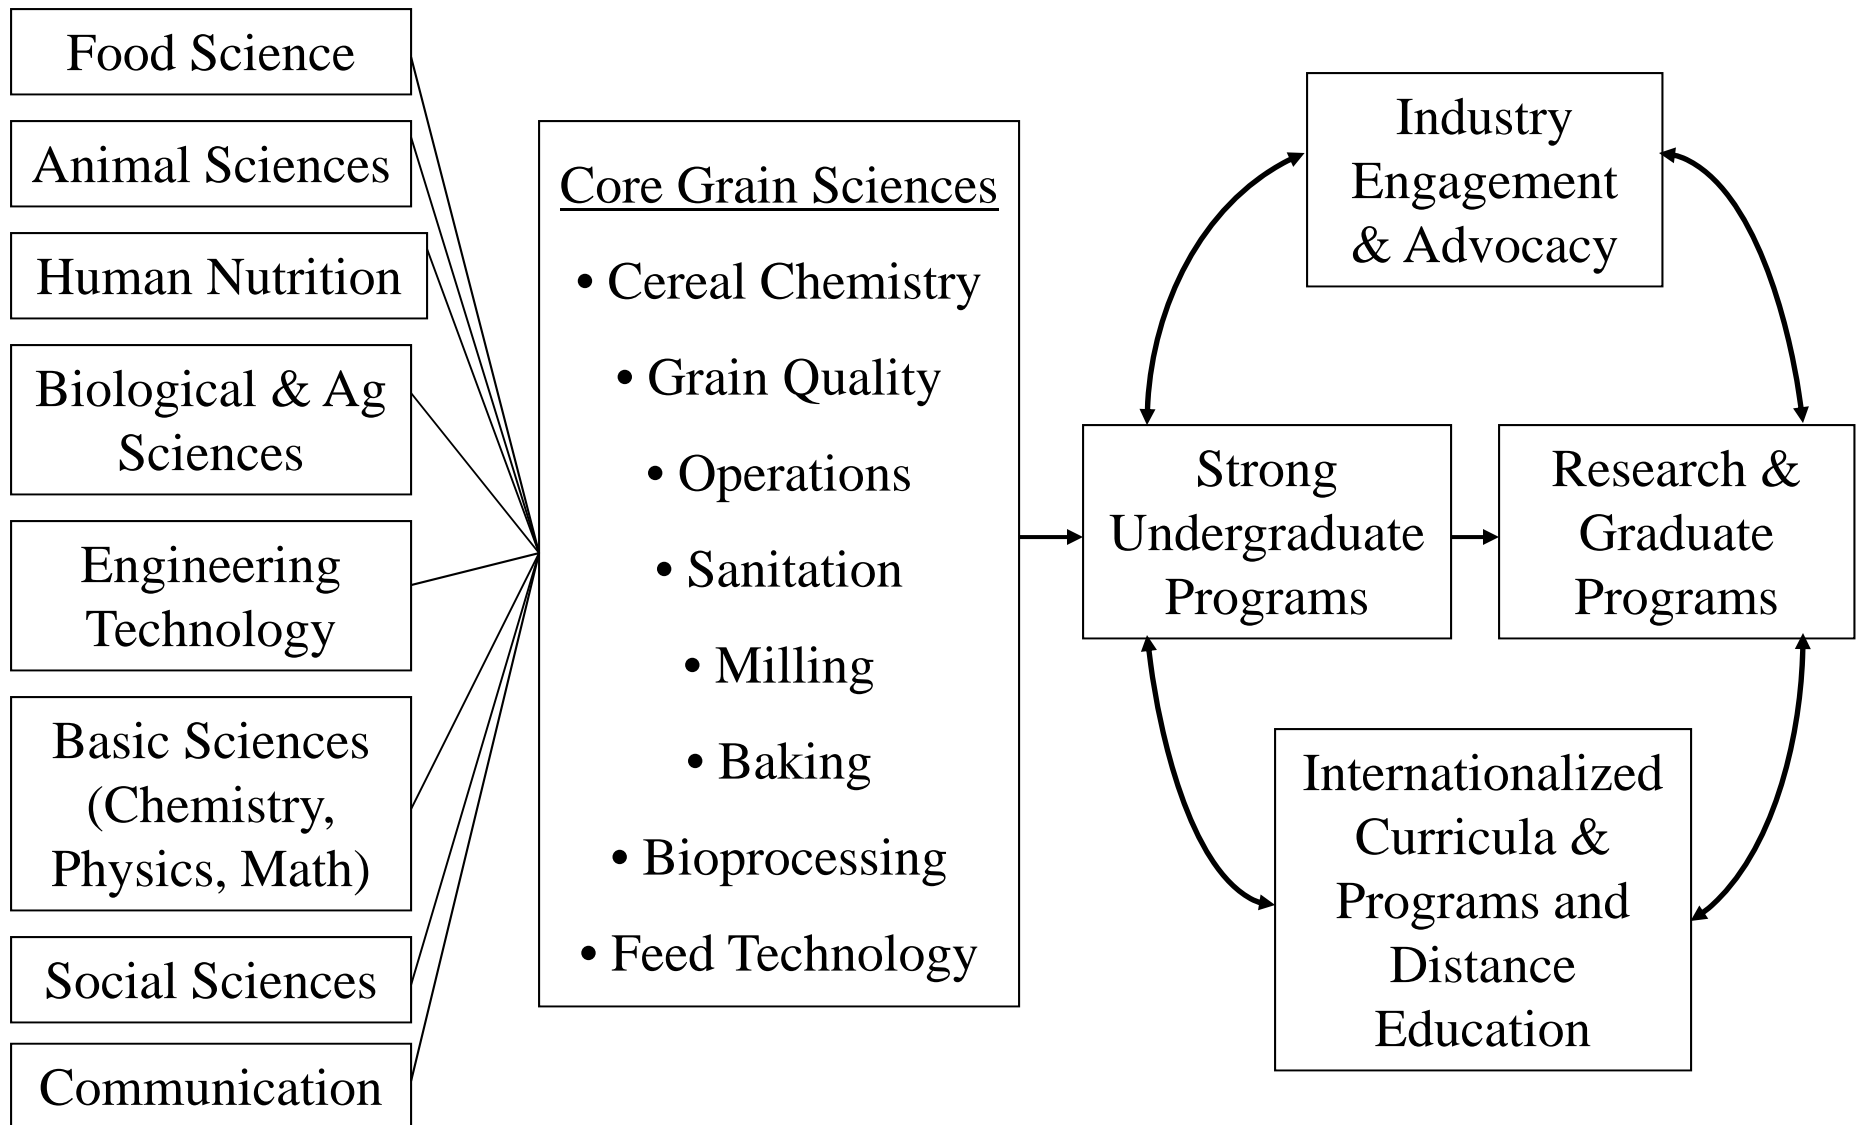 Food Science
Animal Sciences
Human Nutrition
Biological & Ag
Sciences
Engineering
Technology
Basic Sciences
(Chemistry,
Physics, Math)
Social Sciences
Communication
Core Grain Sciences
• Cereal Chemistry
• Grain Quality
• Operations
• Sanitation
• Milling
• Baking
• Bioprocessing
• Feed Technology
Industry
Engagement
& Advocacy
Strong
Undergraduate
Programs
Research &
Graduate
Programs
Internationalized
Curricula &
Programs and
Distance
Education